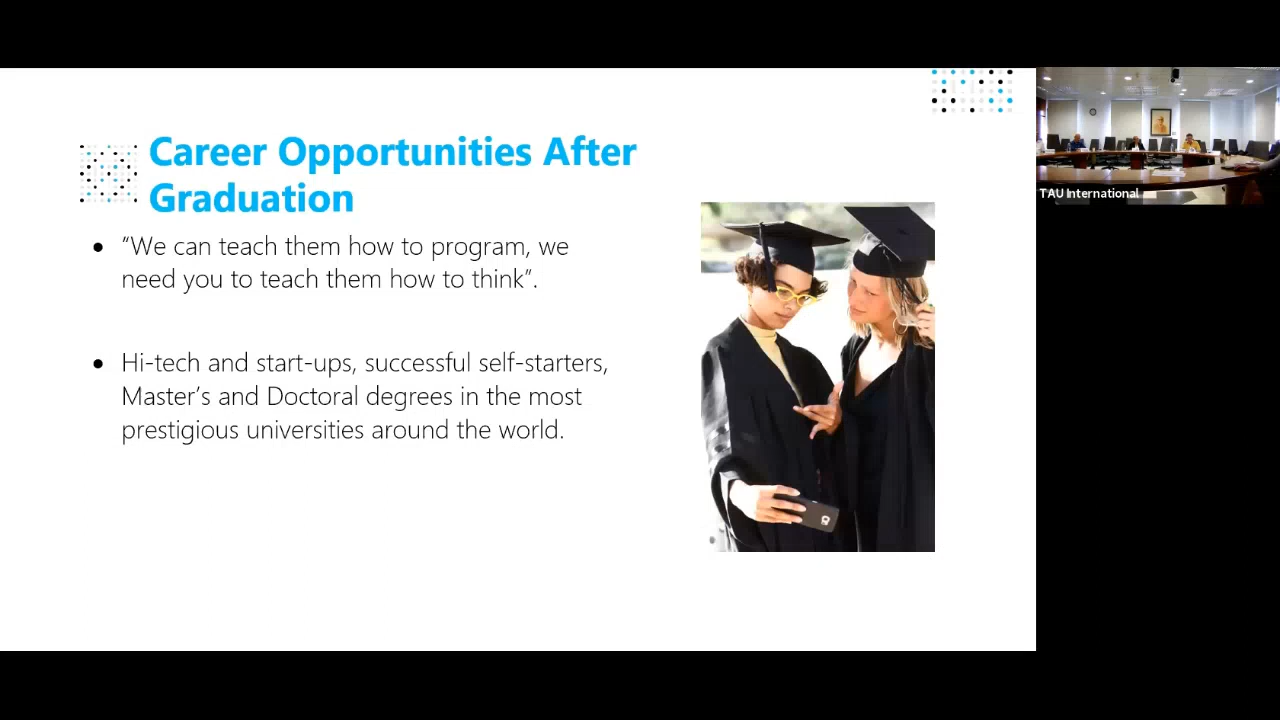 Career Opportunities After
Graduation
• ”We can teach them how to program, we
need you to teach them how to think”.
• Hi-tech and start-ups, successful self-starters,
Master’s and Doctoral degrees in the most
prestigious universities around the world.
TAU International